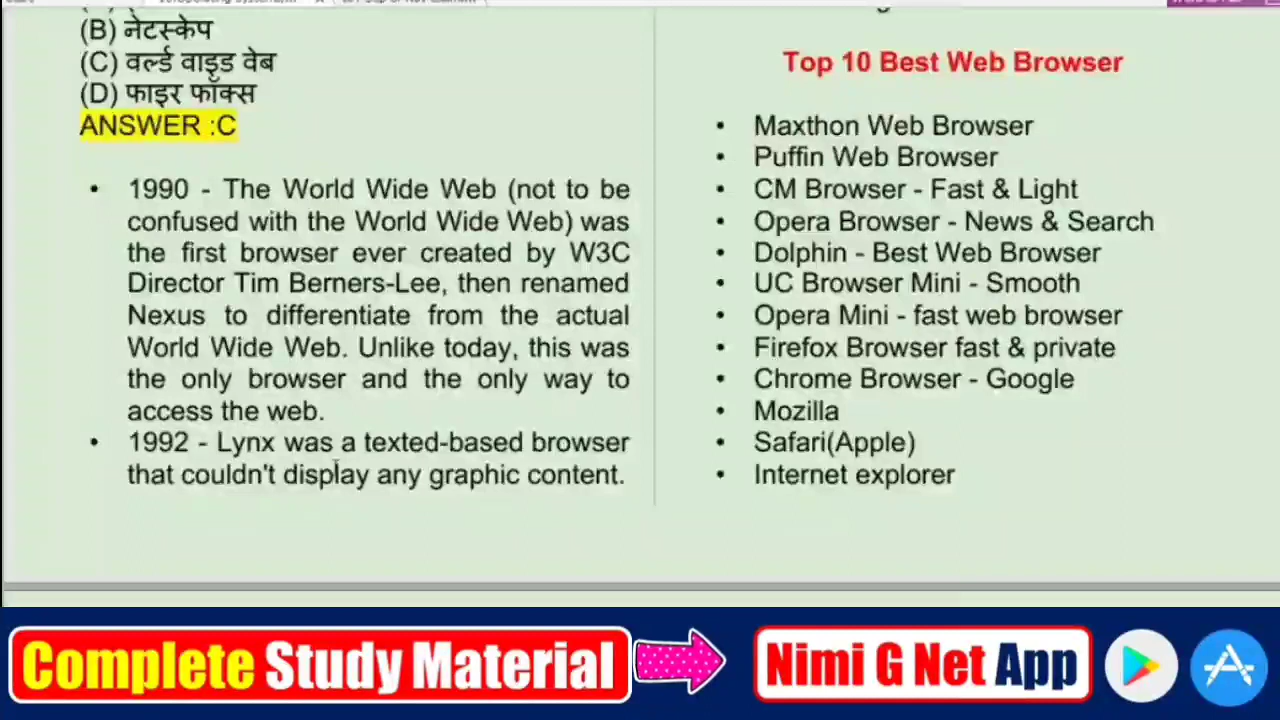 (B) नेटस्केप
(C) वर्ल्ड वाइड वेब
(D) फाइर फॉक्स
ANSWER :C
• 1990 - The World Wide Web (not to be
confused with the World Wide Web) was
the first browser ever created by W3C
Director Tim Berners-Lee, then renamed
Nexus to differentiate from the actual
World Wide Web. Unlike today, this was
the only browser and the only way to
access the web.
• 1992 - Lynx was a texted-based browser
that couldn't display any graphic content.
Top 10 Best Web Browser
• Maxthon Web Browser
• Puffin Web Browser
• CM Browser - Fast & Light
• Opera Browser - News & Search
• Dolphin - Best Web Browser
• UC Browser Mini - Smooth
• Opera Mini - fast web browser
• Firefox Browser fast & private
• Chrome Browser - Google
• Mozilla
• Safari(Apple)
• Internet explorer
Complete Study Material
Nimi G Net App